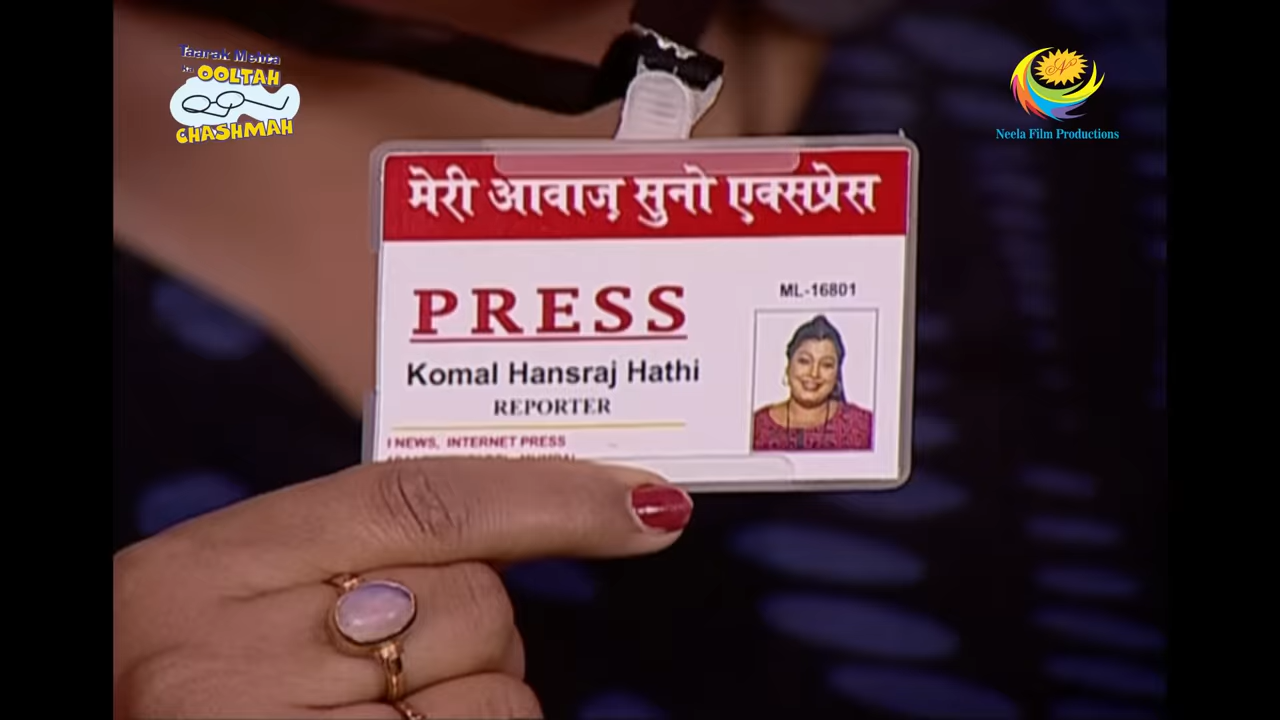 Taarak Mehta
ka OOLTAH
CHASHMAH
Neela Film Productions
मेरी आवाज़ सुनो एक्सप्रेस
ML-16801
PRESS
Komal Hansraj Hathi
REPORTER
I NEWS, INTERNET PRESS